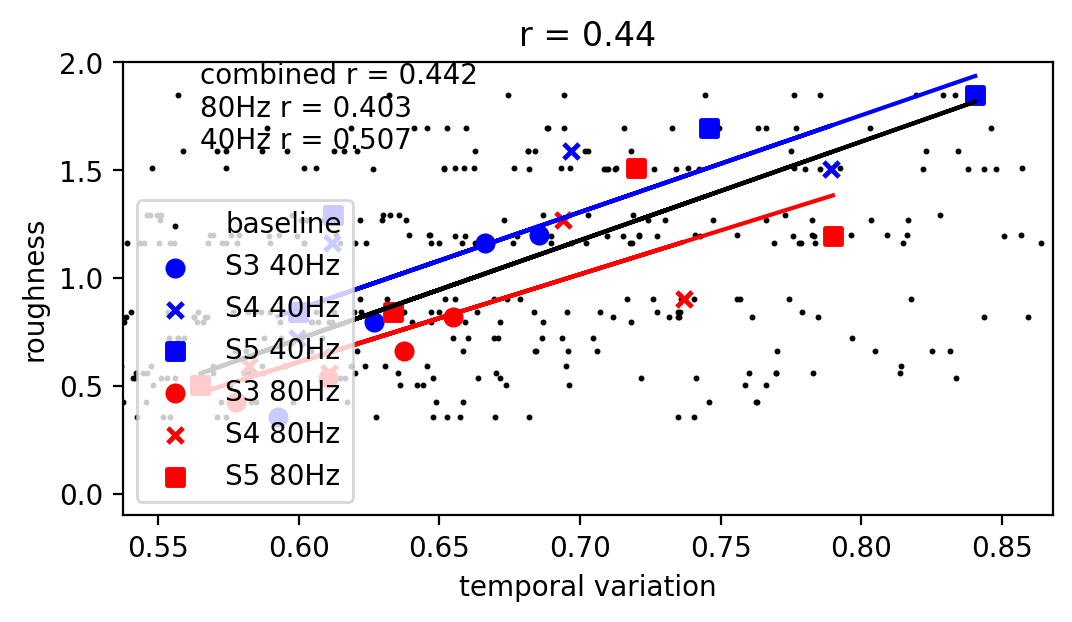 r = 0.44
combined r = 0.442
80Hz r = 0.403
40Hz r = 0.507
2.0
1.5
1.0
0.5
0.0
roughness
baseline
S3 40Hz
S4 40Hz
S5 40Hz
S3 80Hz
S4 80Hz
S5 80Hz
0.55 0.60 0.65 0.70 0.75 0.80 0.85
temporal variation